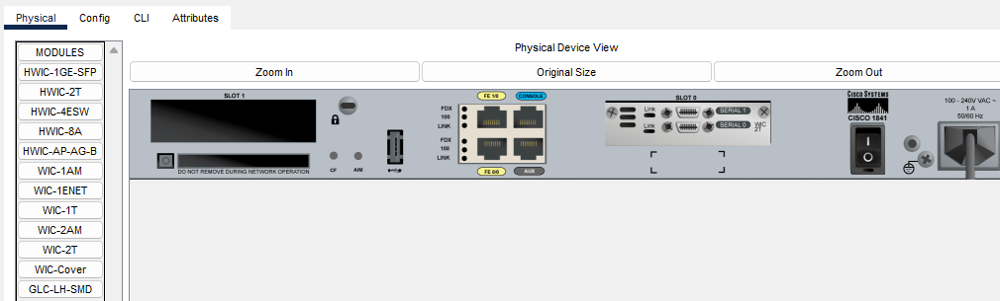 Physical Config CLI Attributes
MODULES
HWIC-1GE-SFP
HWIC-2T
HWIC-4ESW
HWIC-8A
HWIC-AP-AG-B
WIC-1AM
WIC-1ENET
WIC-1T
WIC-2AM
WIC-2T
WIC-Cover
GLC-LH-SMD
Physical Device View
Zoom In Original Size Zoom Out
SLOT 1
DO NOT REMOVE DURING NETWORK OPERATION
CF AIM
FE 1/0 CONSOLE
FDX
100
LINK
FDX
100
LINK
FE 0/0 AUX
SLOT 0
Link SERIAL 1
Link SERIAL 0
WIC
2T
CISCO SYSTEMS
CISCO 1841
100 - 240V VAC ~
1 A
50/60 Hz